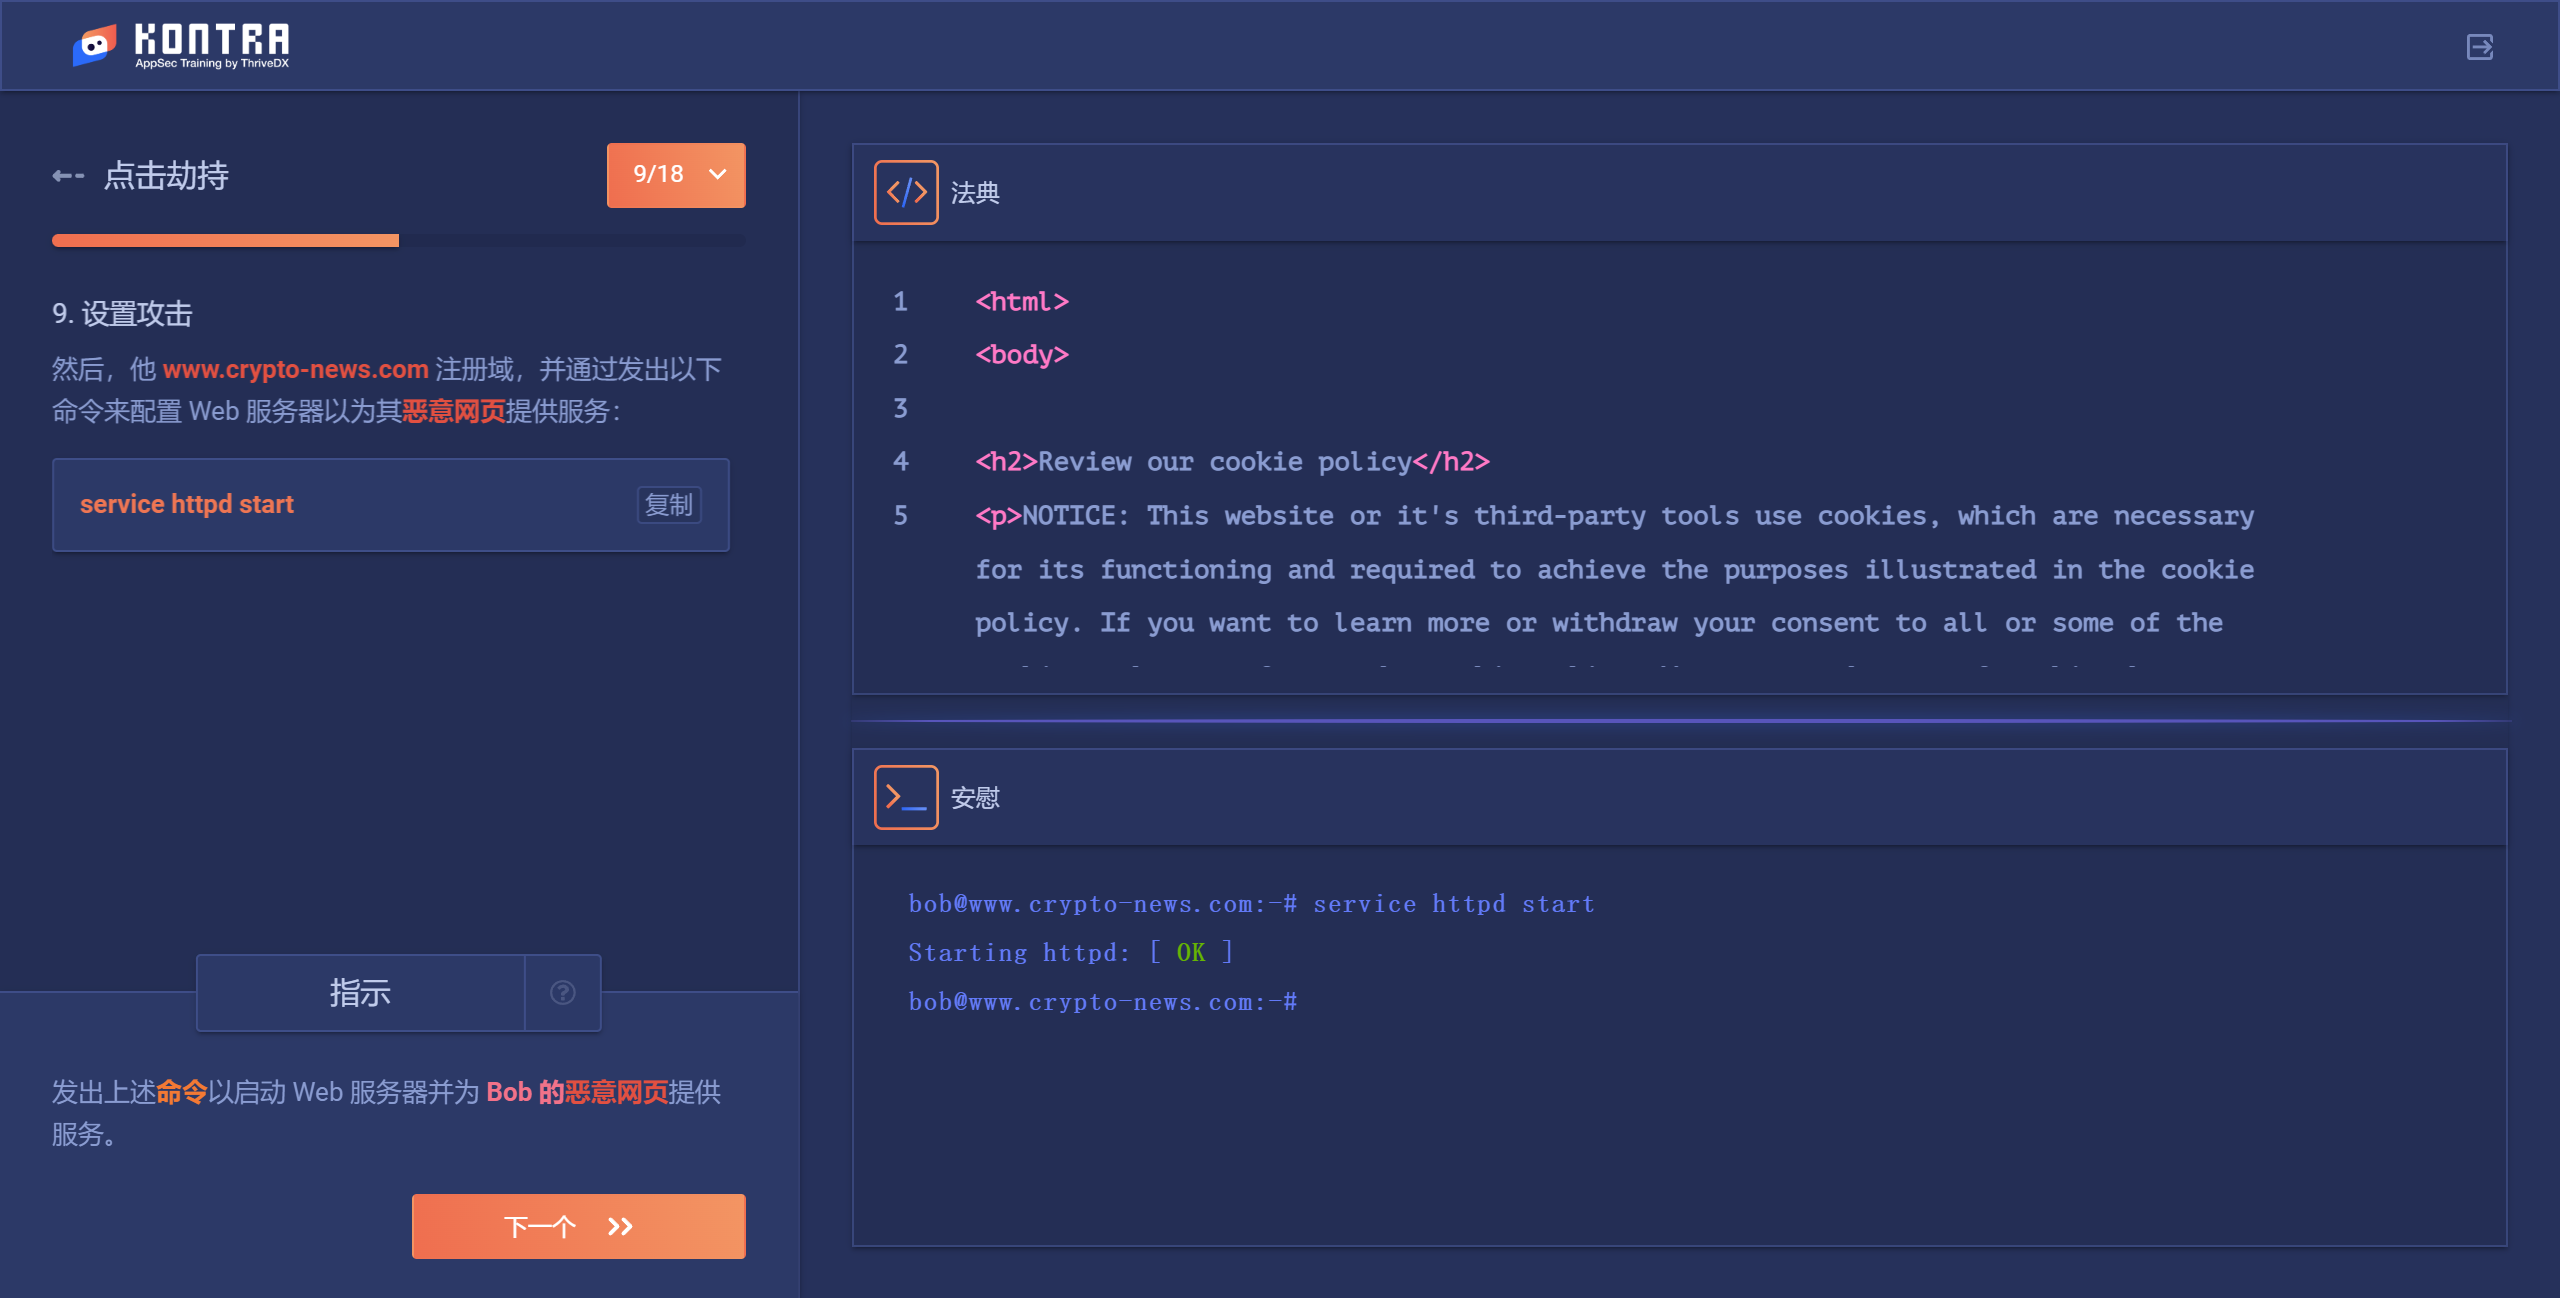 KONTRA
AppSec Training by ThriveDX
点击劫持
9/18
9. 设置攻击
然后，他 www.crypto-news.com 注册域，并通过发出以下
命令来配置 Web 服务器以为其恶意网页提供服务：
service httpd start
复制
指示
发出上述命令以启动 Web 服务器并为 Bob 的恶意网页提供
服务。
下一个
法典
1 <html>
2 <body>
3
4 <h2>Review our cookie policy</h2>
5 <p>NOTICE: This website or it's third-party tools use cookies, which are necessary
for its functioning and required to achieve the purposes illustrated in the cookie
policy. If you want to learn more or withdraw your consent to all or some of the
安慰
bob@www.crypto-news.com:-# service httpd start
Starting httpd: [ OK ]
bob@www.crypto-news.com:-#